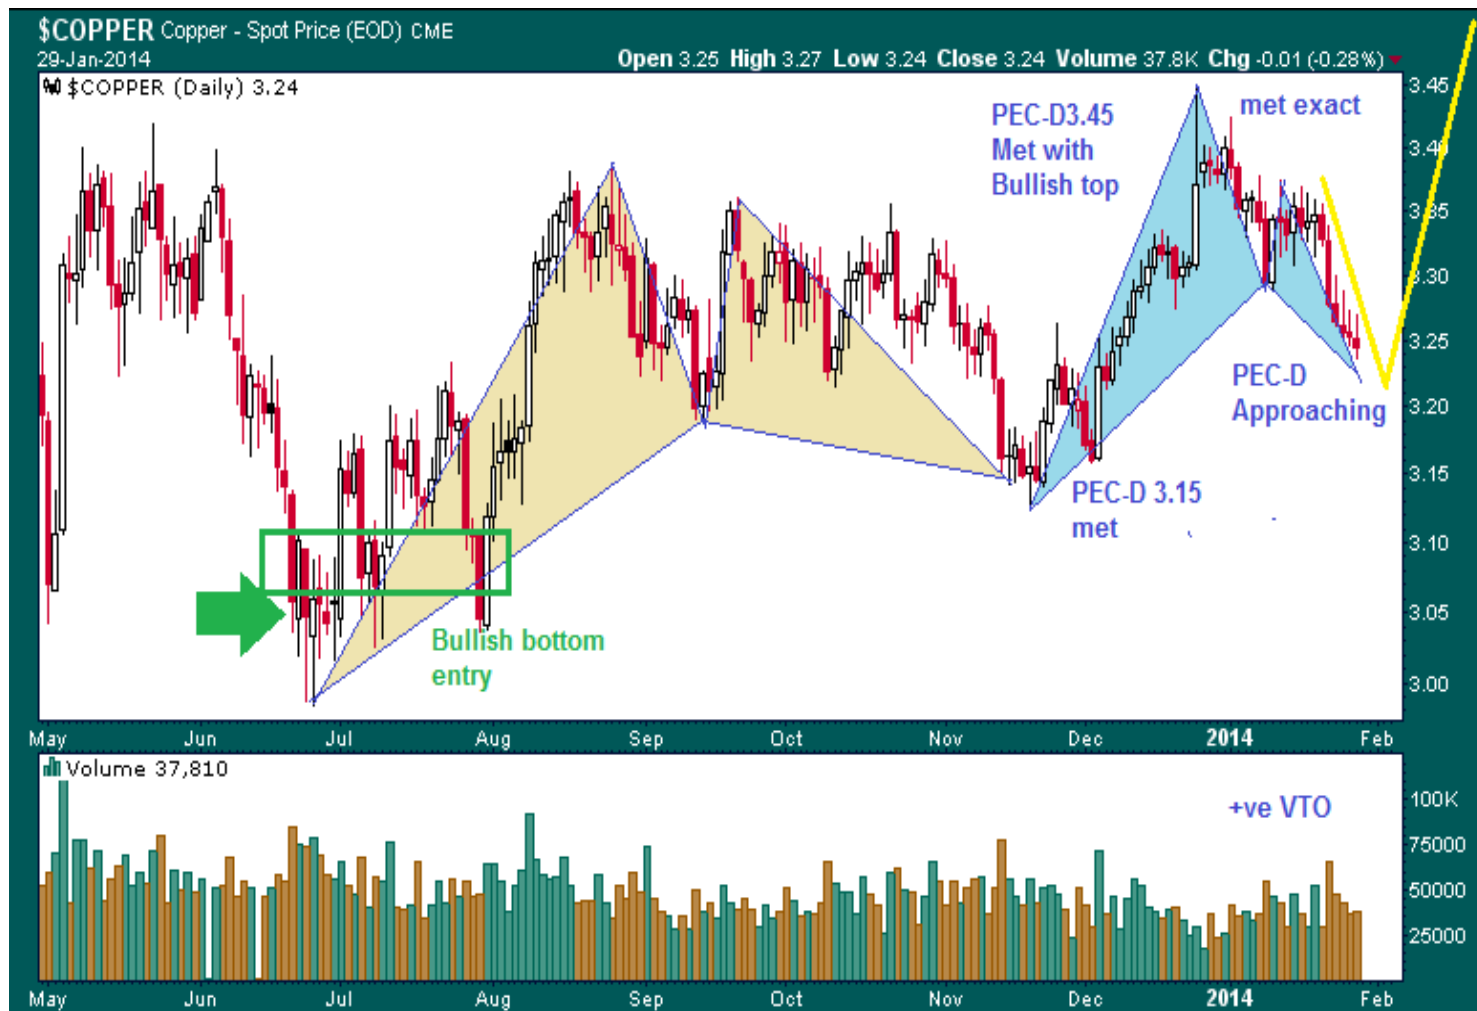 $COPPER Copper - Spot Price (EOD) CME
29-Jan-2014
Open 3.25 High 3.27 Low 3.24 Close 3.24 Volume 37.8K Chg -0.01 (-0.28%)
$COPPER (Daily) 3.24
PEC-D3.45
Met with
Bullish top
met exact
3.45
3.40
3.35
3.30
3.25
3.20
3.15
3.10
3.05
3.00
PEC-D
Approaching
PEC-D 3.15
met
Bullish bottom
entry
May Jun Jul Aug Sep Oct Nov Dec 2014 Feb
Volume 37,810
+ve VTO
100K
75000
50000
25000
May Jun Jul Aug Sep Oct Nov Dec 2014 Feb